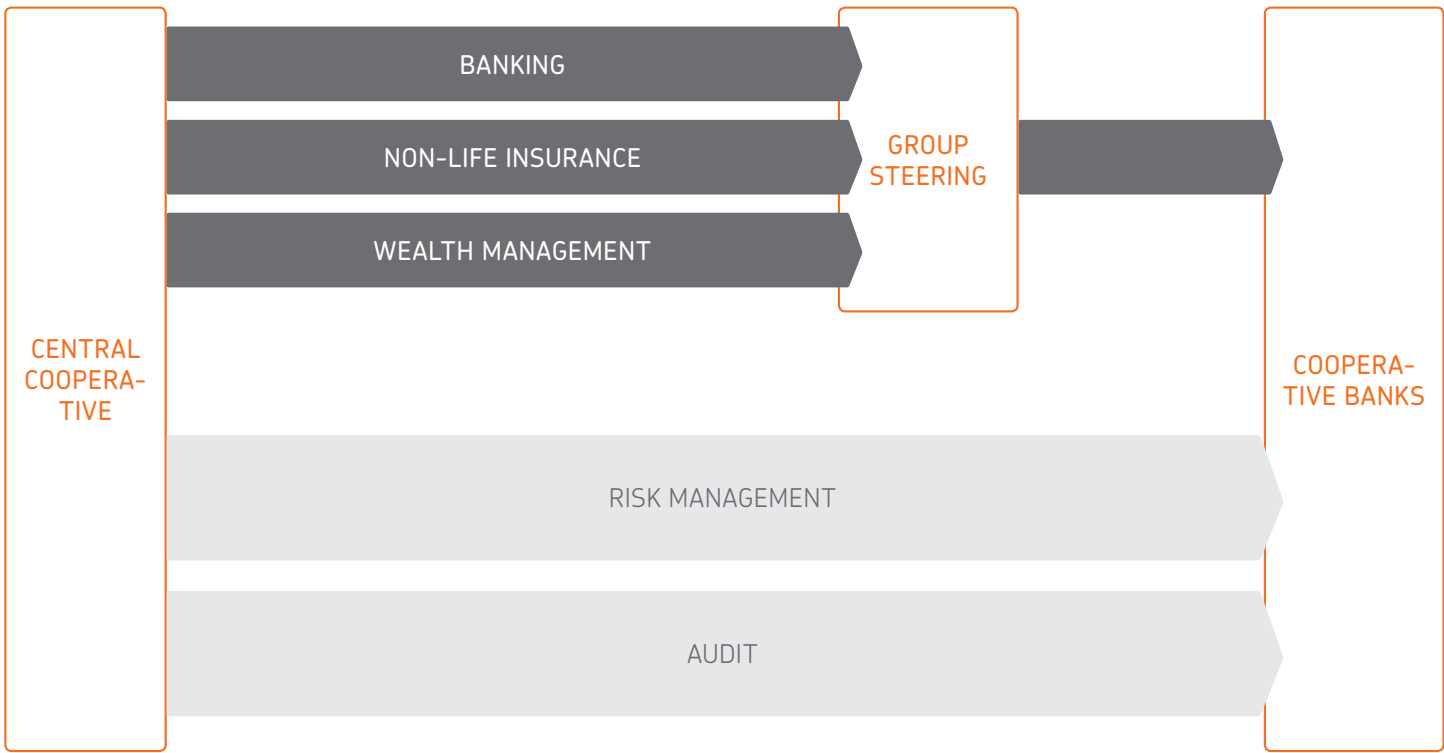 BANKING
NON-LIFE INSURANCE
WEALTH MANAGEMENT
GROUP
STEERING
CENTRAL
COOPERA-
TIVE
COOPERA-
TIVE BANKS
RISK MANAGEMENT
AUDIT